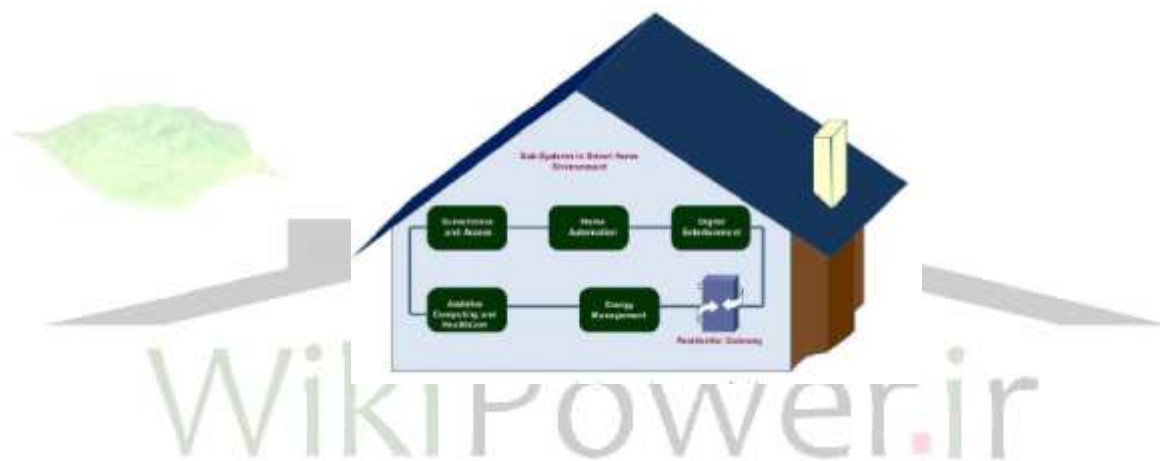 Sub-Systems in Smart Home
Environment
Surveillance
and Access
Home
Automation
Digital
Entertainment
Assistive
Computing and
Healthcare
Energy
Management
Residential Gateway
WikiPower.ir